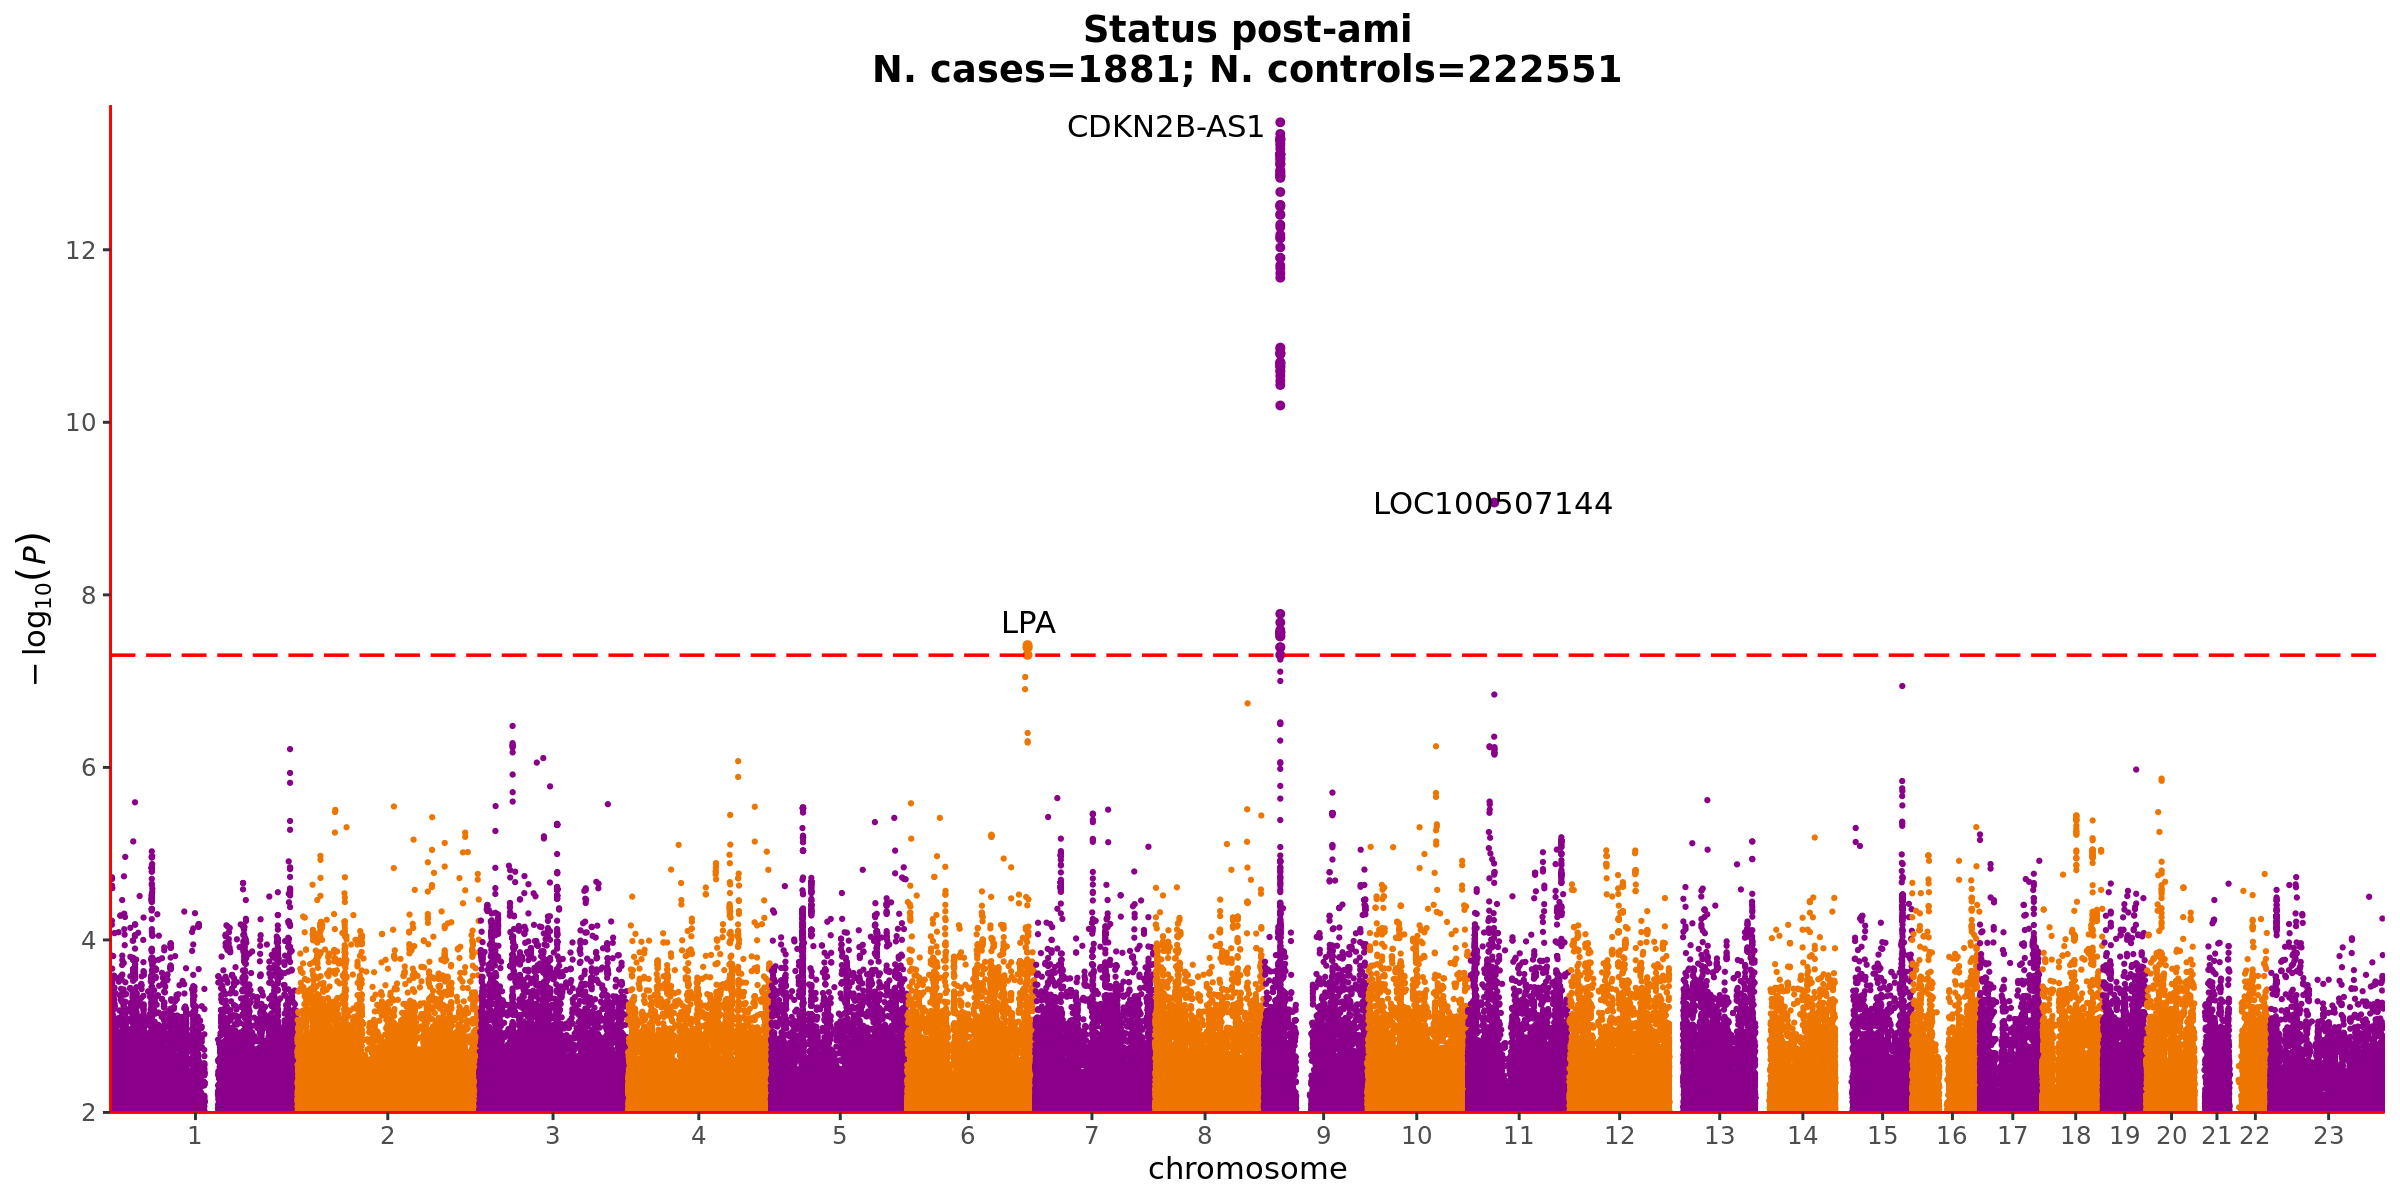 Status post-ami
N. cases=1881; N. controls=222551
CDKN2B-AS1
LOC100507144
LPA
12
10
8
6
4
2
− log10(P)
1 2 3 4 5 6 7 8 9 10 11 12 13 14 15 16 17 18 19 20 21 22 23
chromosome